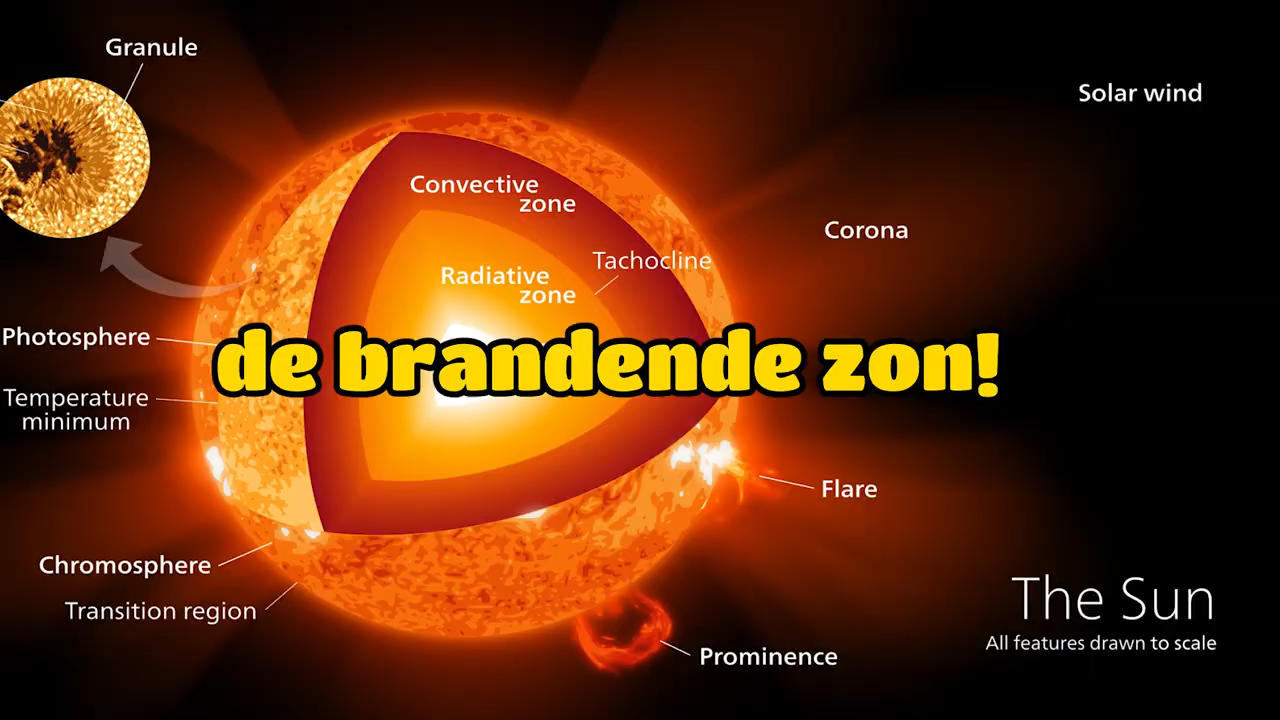 Granule
Solar wind
Convective
zone
Corona
Tachocline
Radiative
zone
Photosphere
de brandende zon!
Temperature
minimum
Flare
Chromosphere
Transition region
The Sun
All features drawn to scale
Prominence